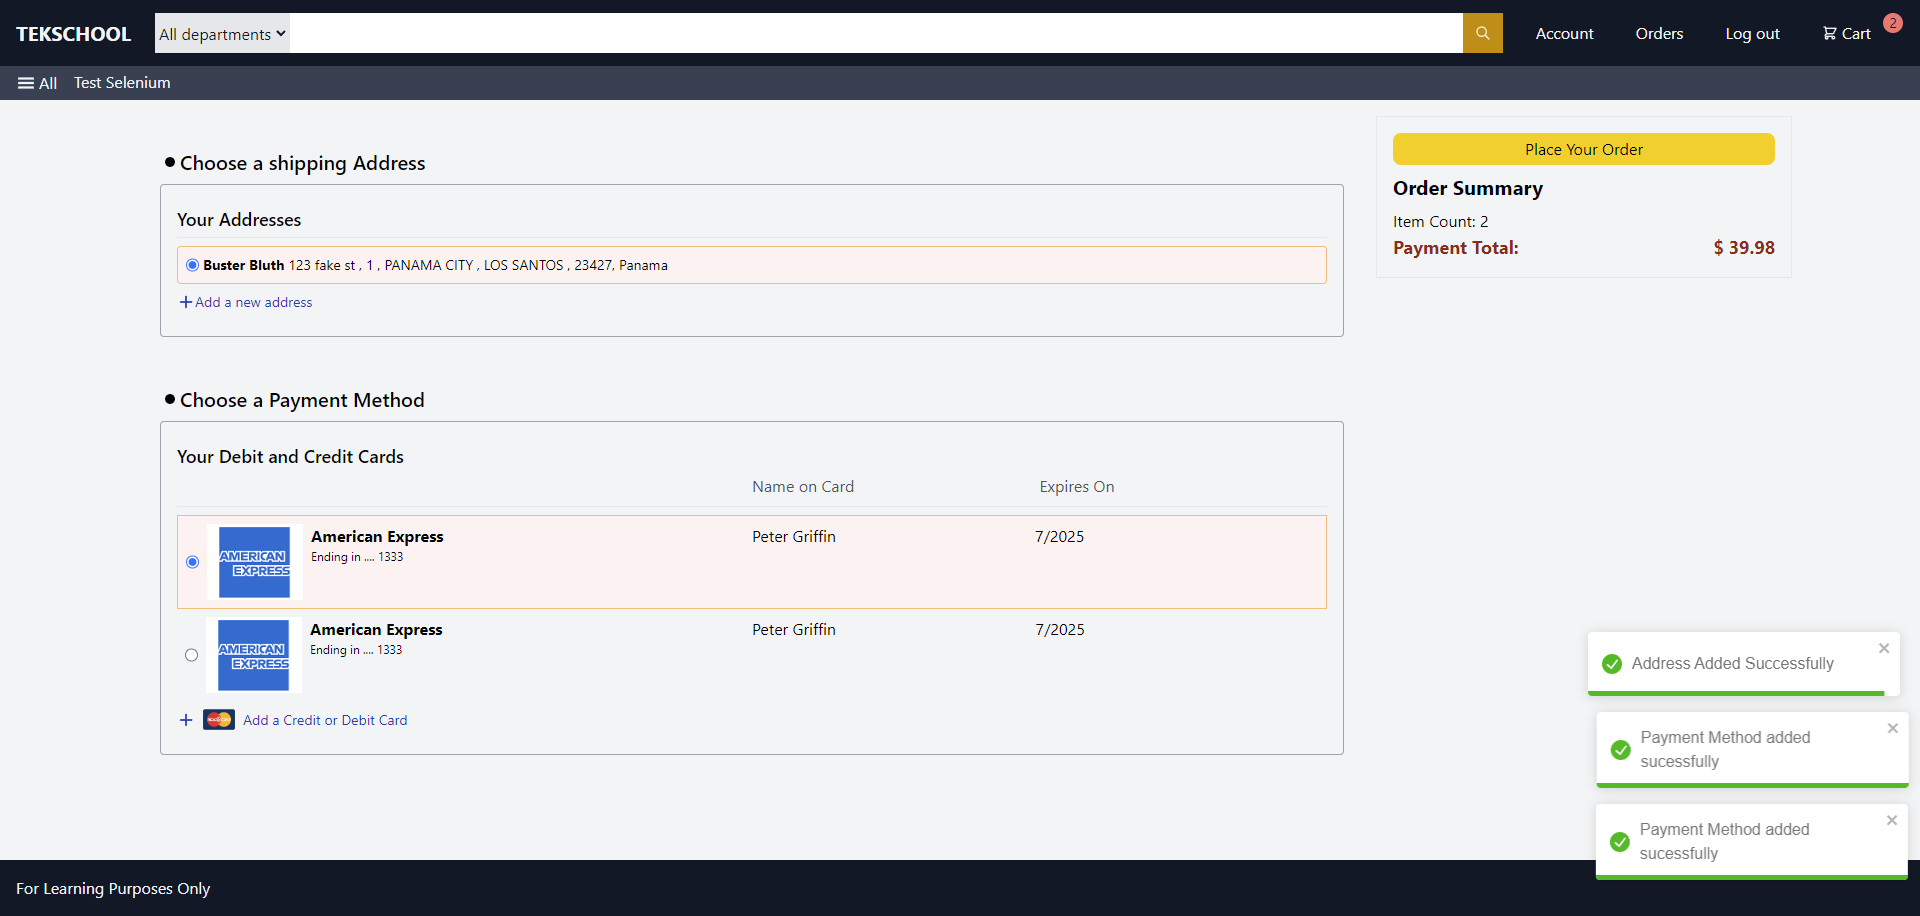 TEKSCHOOL
All departments
Account
Orders
Log out
Cart
2
All
Test Selenium
Choose a shipping Address
Your Addresses
Buster Bluth 123 fake st , 1 , PANAMA CITY , LOS SANTOS , 23427, Panama
Add a new address
Choose a Payment Method
Your Debit and Credit Cards
Name on Card
Expires On
AMERICAN
EXPRESS
American Express
Ending in .... 1333
Peter Griffin
7/2025
AMERICAN
EXPRESS
American Express
Ending in .... 1333
Peter Griffin
7/2025
Add a Credit or Debit Card
Place Your Order
Order Summary
Item Count: 2
Payment Total:
$ 39.98
Address Added Successfully
Payment Method added
sucessfully
Payment Method added
sucessfully
For Learning Purposes Only